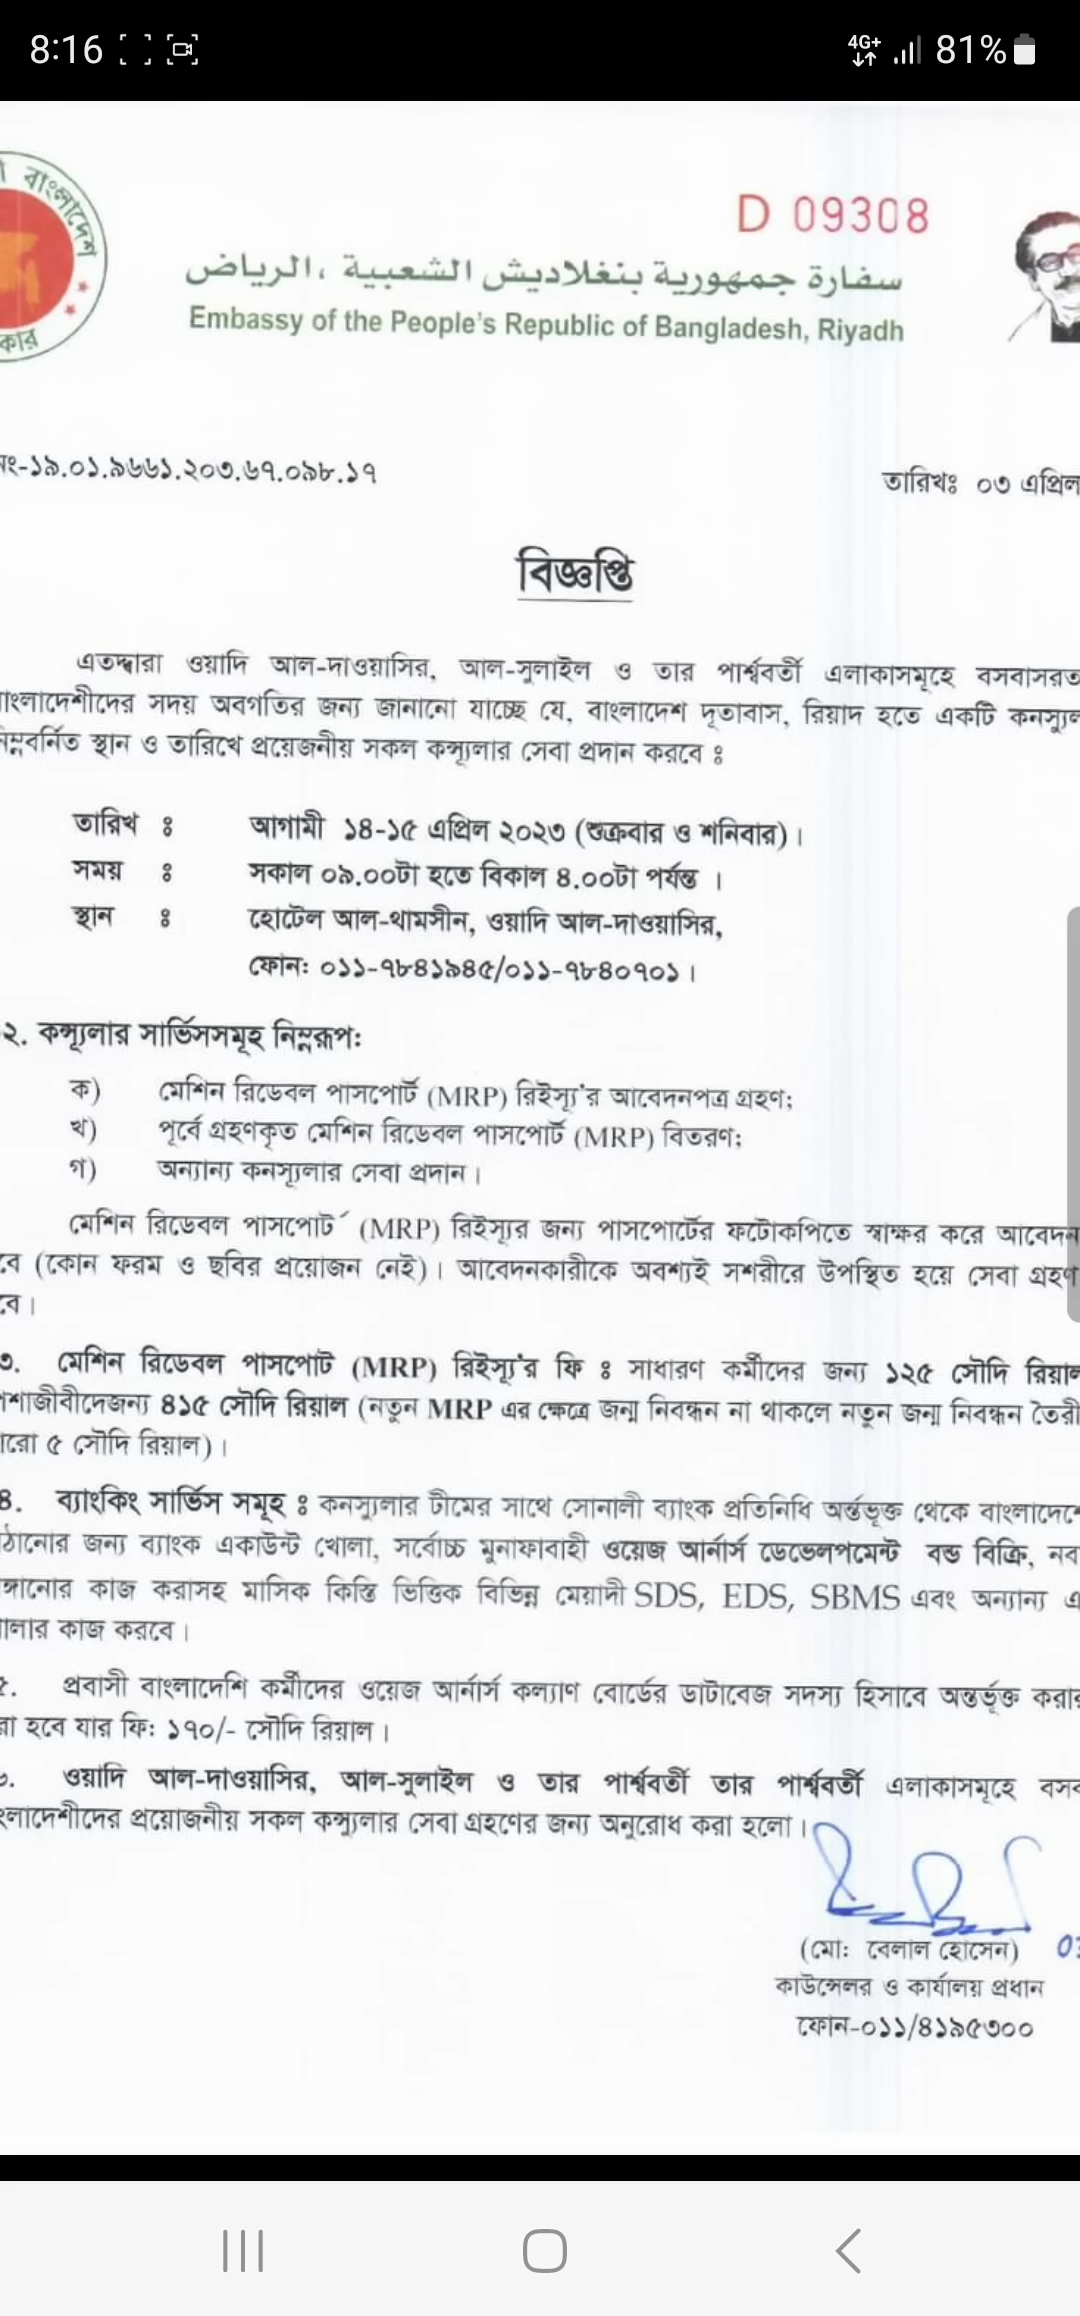 8:16
4G+ 81%
বাংলাদেশ
D 09308
سفارة جمهورية بنغلاديش الشعبية ، الرياض
Embassy of the People's Republic of Bangladesh, Riyadh
নং-১৯.০১.৯৬৬১.২০৩.৬৭.০৯৮.১৭
তারিখঃ ০৩ এপ্রিল
বিজ্ঞপ্তি
এতদ্বারা ওয়াদি আল-দাওয়াসির, আল-সুলাইল ও তার পার্শ্ববর্তী এলাকাসমূহে বসবাসরত
াংলাদেশীদের সদয় অবগতির জন্য জানানো যাচ্ছে যে, বাংলাদেশ দূতাবাস, রিয়াদ হতে একটি কনস্যুল
নিম্নবর্নিত স্থান ও তারিখে প্রয়েজনীয় সকল কন্স্যুলার সেবা প্রদান করবে ঃ
তারিখ ঃ আগামী ১৪-১৫ এপ্রিল ২০২৩ (শুক্রবার ও শনিবার)।
সময় ঃ সকাল ০৯.০০টা হতে বিকাল ৪.০০টা পর্যন্ত ।
স্থান ঃ হোটেল আল-থামসীন, ওয়াদি আল-দাওয়াসির,
ফোনঃ ০১১-৭৮৪১৯৪৫/০১১-৭৮৪০৭০১।
২. কন্স্যুলার সার্ভিসসমূহ নিম্নরূপঃ
ক) মেশিন রিডেবল পাসপোর্ট (MRP) রিইস্যু'র আবেদনপত্র গ্রহণ;
খ) পূর্বে গ্রহণকৃত মেশিন রিডেবল পাসপোর্ট (MRP) বিতরণ;
গ) অন্যান্য কনস্যুলার সেবা প্রদান।
মেশিন রিডেবল পাসপোর্ট (MRP) রিইস্যুর জন্য পাসপোর্টের ফটোকপিতে স্বাক্ষর করে আবেদন
বে (কোন ফরম ও ছবির প্রয়োজন নেই)। আবেদনকারীকে অবশ্যই সশরীরে উপস্থিত হয়ে সেবা গ্রহণ
বে।
৩. মেশিন রিডেবল পাসপোর্ট (MRP) রিইস্যু'র ফি ঃ সাধারণ কর্মীদের জন্য ১২৫ সৌদি রিয়াল
েশাজীবীদেজন্য ৪১৫ সৌদি রিয়াল (নতুন MRP এর ক্ষেত্রে জন্ম নিবন্ধন না থাকলে নতুন জন্ম নিবন্ধন তৈরী
ারো ৫ সৌদি রিয়াল)।
৪. ব্যাংকিং সার্ভিস সমূহ ঃ কনস্যুলার টীমের সাথে সোনালী ব্যাংক প্রতিনিধি অর্ন্তভূক্ত থেকে বাংলাদেশে
াঠানোর জন্য ব্যাংক একাউন্ট খোলা, সর্বোচ্চ মুনাফাবাহী ওয়েজ আর্নার্স ডেভেলপমেন্ট বন্ড বিক্রি, নব
ঙ্গানোর কাজ করাসহ মাসিক কিস্তি ভিত্তিক বিভিন্ন মেয়াদী SDS, EDS, SBMS এবং অন্যান্য এ
োলার কাজ করবে।
৫. প্রবাসী বাংলাদেশি কর্মীদের ওয়েজ আর্নার্স কল্যাণ বোর্ডের ডাটাবেজ সদস্য হিসাবে অন্তর্ভূক্ত করার
রা হবে যার ফিঃ ১৭০/- সৌদি রিয়াল।
৬. ওয়াদি আল-দাওয়াসির, আল-সুলাইল ও তার পার্শ্ববর্তী তার পার্শ্ববর্তী এলাকাসমূহে বসব
ংলাদেশীদের প্রয়োজনীয় সকল কন্স্যুলার সেবা গ্রহণের জন্য অনুরোধ করা হলো।
(মোঃ বেলাল হোসেন)
কাউন্সেলর ও কার্যালয় প্রধান
ফোন-০১১/৪১৯৫৩০০